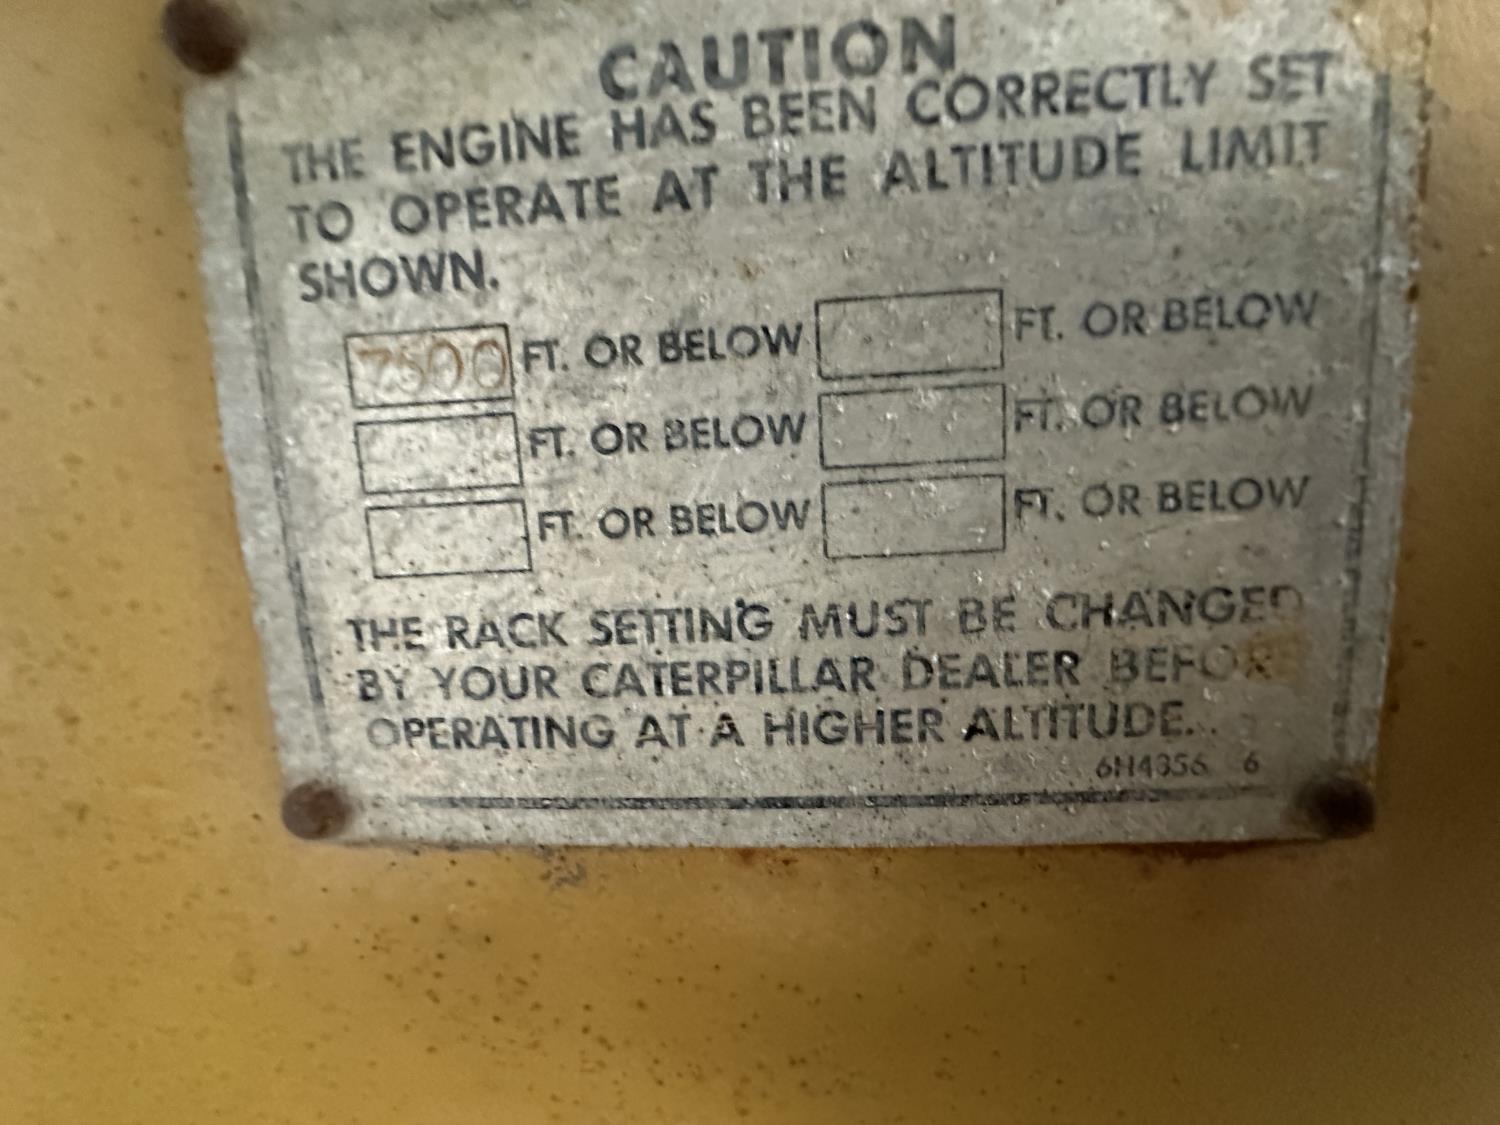 CAUTION
THE ENGINE HAS BEEN CORRECTLY SET
TO OPERATE AT THE ALTITUDE LIMIT
SHOWN.
7500 FT. OR BELOW FT. OR BELOW
FT. OR BELOW FT. OR BELOW
FT. OR BELOW FT. OR BELOW
THE RACK SETTING MUST BE CHANGED
BY YOUR CATERPILLAR DEALER BEFORE
OPERATING AT A HIGHER ALTITUDE.
6H4356 6